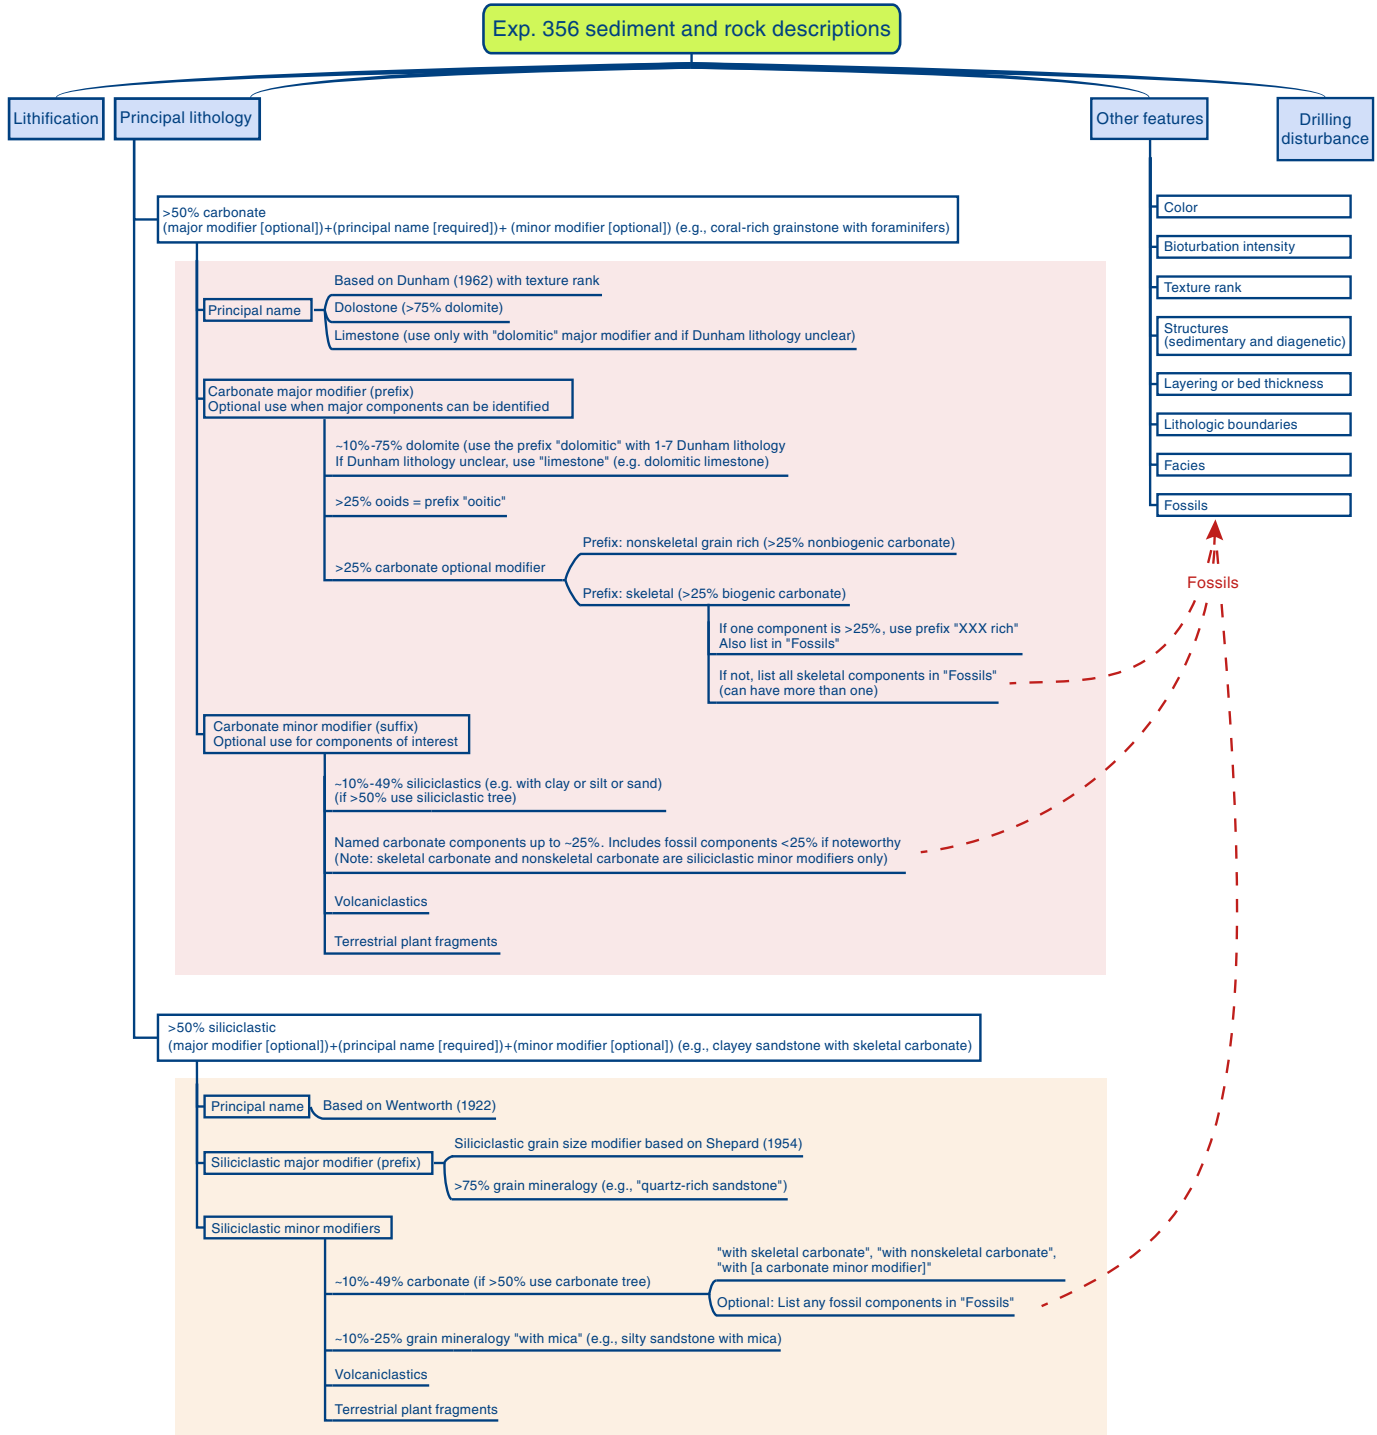 Exp. 356 sediment and rock descriptions
Lithification
Principal lithology
Other features
Drilling
disturbance
>50% carbonate
(major modifier [optional])+(principal name [required])+ (minor modifier [optional]) (e.g., coral-rich grainstone with foraminifers)
Principal name
Based on Dunham (1962) with texture rank
Dolostone (>75% dolomite)
Limestone (use only with "dolomitic" major modifier and if Dunham lithology unclear)
Carbonate major modifier (prefix)
Optional use when major components can be identified
~10%-75% dolomite (use the prefix "dolomitic" with 1-7 Dunham lithology
If Dunham lithology unclear, use "limestone" (e.g. dolomitic limestone)
>25% ooids = prefix "ooitic"
>25% carbonate optional modifier
Prefix: nonskeletal grain rich (>25% nonbiogenic carbonate)
Prefix: skeletal (>25% biogenic carbonate)
If one component is >25%, use prefix "XXX rich"
Also list in "Fossils"
If not, list all skeletal components in "Fossils"
(can have more than one)
Carbonate minor modifier (suffix)
Optional use for components of interest
~10%-49% siliciclastics (e.g. with clay or silt or sand)
(if >50% use siliciclastic tree)
Named carbonate components up to ~25%. Includes fossil components <25% if noteworthy
(Note: skeletal carbonate and nonskeletal carbonate are siliciclastic minor modifiers only)
Volcaniclastics
Terrestrial plant fragments
>50% siliciclastic
(major modifier [optional])+(principal name [required])+(minor modifier [optional]) (e.g., clayey sandstone with skeletal carbonate)
Principal name
Based on Wentworth (1922)
Siliciclastic major modifier (prefix)
Siliciclastic grain size modifier based on Shepard (1954)
>75% grain mineralogy (e.g., "quartz-rich sandstone")
Siliciclastic minor modifiers
~10%-49% carbonate (if >50% use carbonate tree)
"with skeletal carbonate", "with nonskeletal carbonate",
"with [a carbonate minor modifier]"
Optional: List any fossil components in "Fossils"
~10%-25% grain mineralogy "with mica" (e.g., silty sandstone with mica)
Volcaniclastics
Terrestrial plant fragments
Color
Bioturbation intensity
Texture rank
Structures
(sedimentary and diagenetic)
Layering or bed thickness
Lithologic boundaries
Facies
Fossils
Fossils